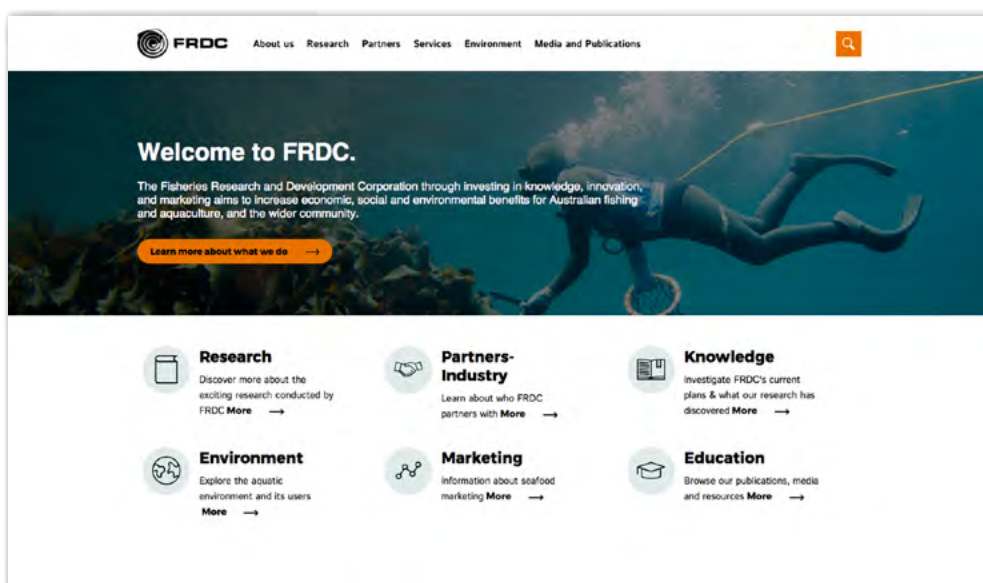 FRDC
About us Research Partners Services Environment Media and Publications
Welcome to FRDC.
The Fisheries Research and Development Corporation through investing in knowledge, innovation,
and marketing aims to increase economic, social and environmental benefits for Australian fishing
and aquaculture, and the wider community.
Learn more about what we do →
Research
Discover more about the
exciting research conducted by
FRDC More →
Partners-
Industry
Learn about who FRDC
partners with More →
Knowledge
Investigate FRDC's current
plans & what our research has
discovered More →
Environment
Explore the aquatic
environment and its users
More →
Marketing
Information about seafood
marketing More →
Education
Browse our publications, media
and resources More →